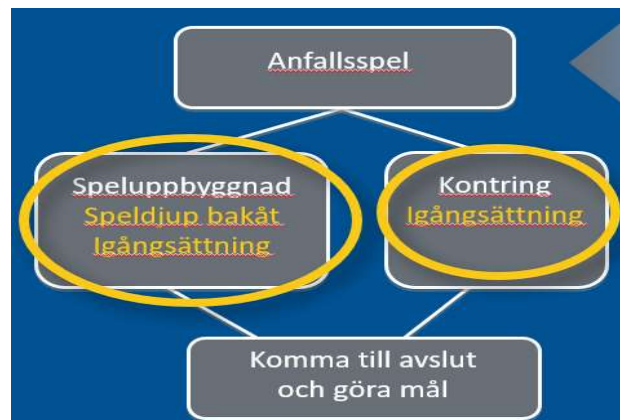 Anfallsspel
Speluppbyggnad
Speldjup bakåt
Igångsättning
Kontring
Igångsättning
Komma till avslut
och göra mål